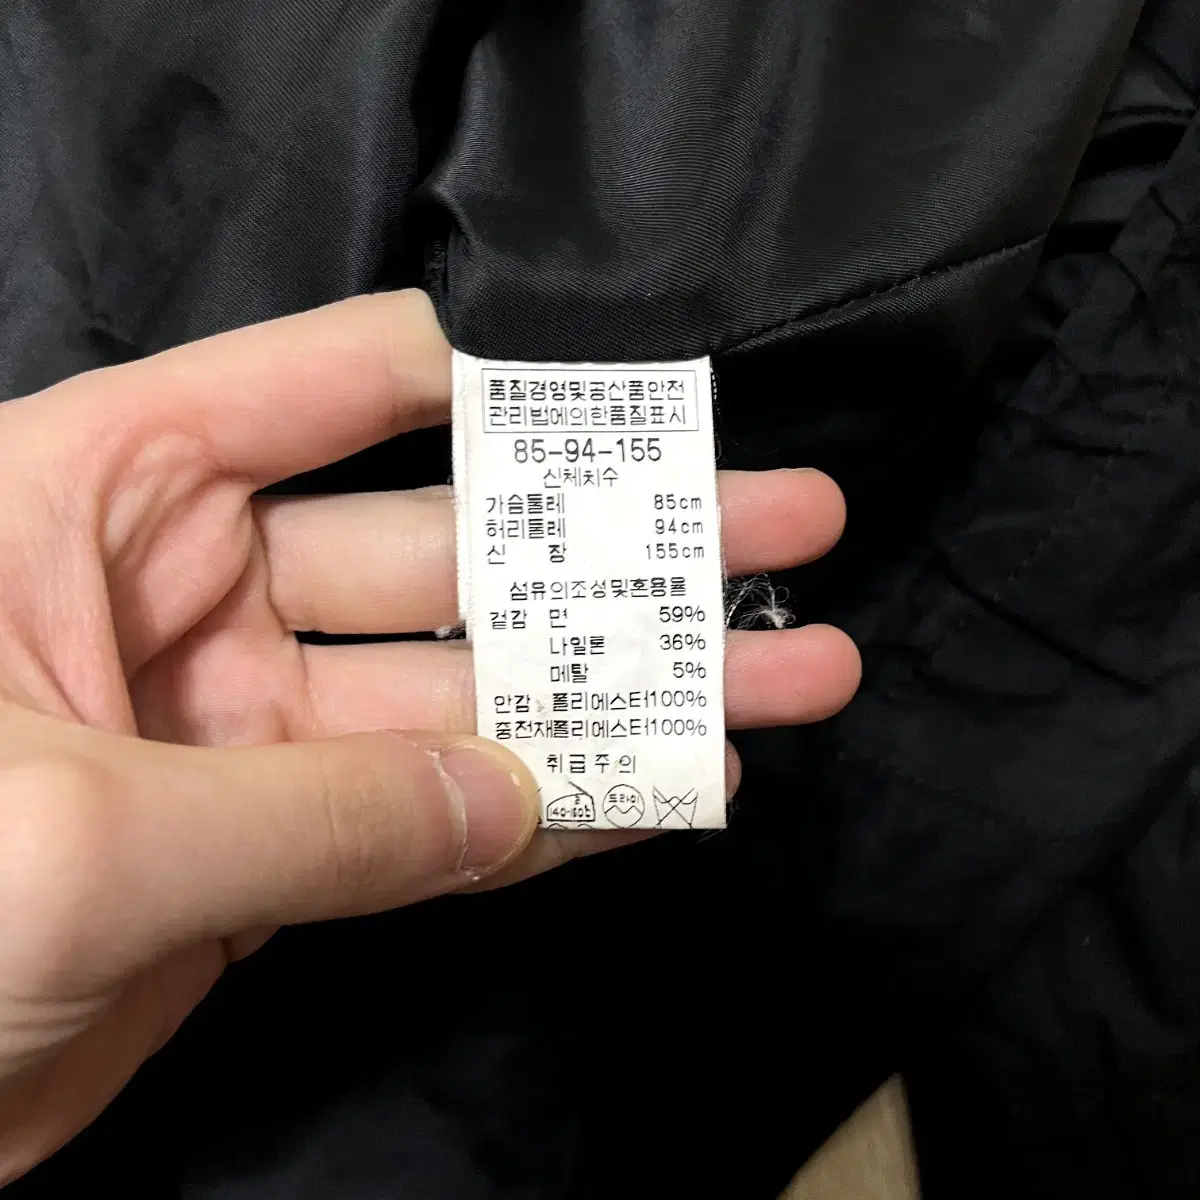 품질경영및공산품안전
관리법에의한품질표시
85-94-155
신체치수
가슴둘레 85cm
허리둘레 94cm
신 장 155cm
섬유의조성및혼용율
겉감 면 59%
나일론 36%
메탈 5%
안감 폴리에스터100%
충전재폴리에스터100%
취급주의
2
140-160℃
드라이